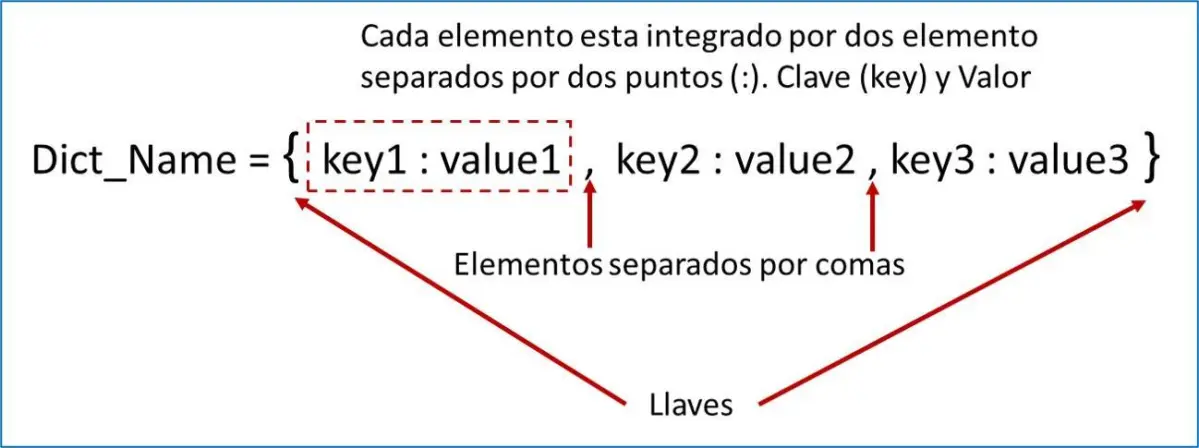 Cada elemento esta integrado por dos elemento
separados por dos puntos (:). Clave (key) y Valor
Dict_Name = { key1 : value1 , key2 : value2 , key3 : value3 }
Elementos separados por comas
Llaves